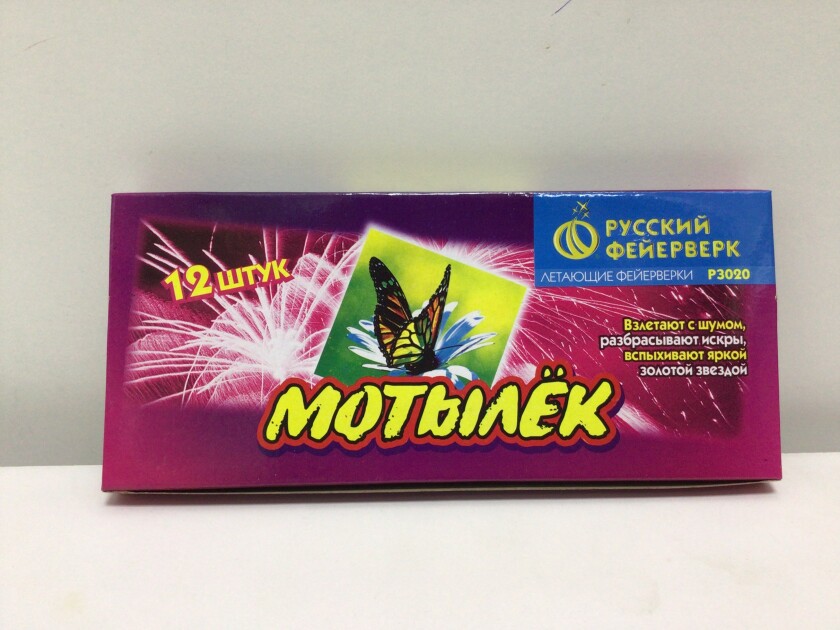 12 ШТУК
РУССКИЙ
ФЕЙЕРВЕРК
ЛЕТАЮЩИЕ ФЕЙЕРВЕРКИ Р3020
Взлетают с шумом,
разбрасывают искры,
вспыхивают яркой
золотой звездой
МОТЫЛЁК